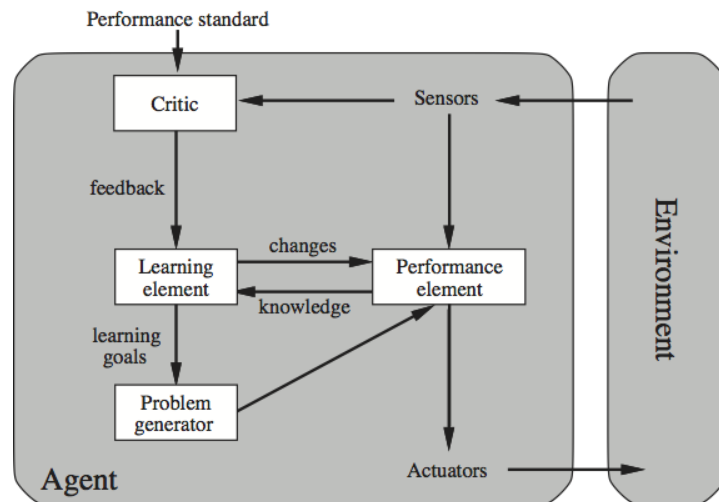 Performance standard
Critic
Sensors
feedback
changes
Learning
element
Performance
element
knowledge
learning
goals
Problem
generator
Agent
Actuators
Environment